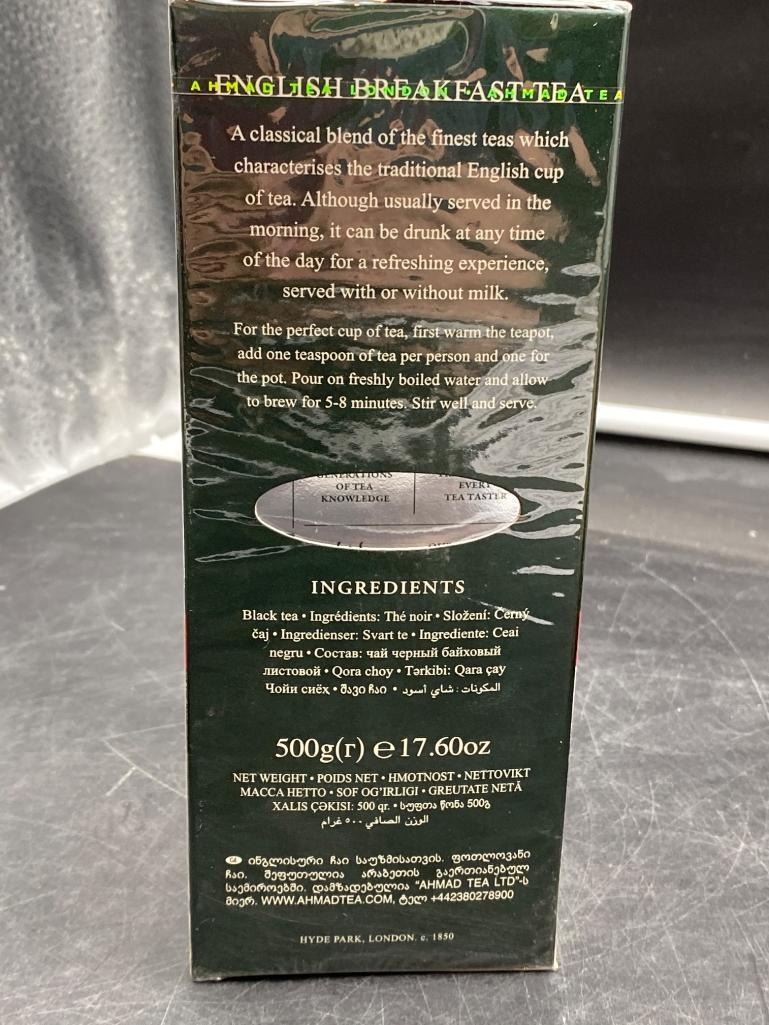 ENGLISH BREAKFAST TEA
AHMAD TEA LONDON • AHMAD TEA
A classical blend of the finest teas which
characterises the traditional English cup
of tea. Although usually served in the
morning, it can be drunk at any time
of the day for a refreshing experience,
served with or without milk.
For the perfect cup of tea, first warm the teapot,
add one teaspoon of tea per person and one for
the pot. Pour on freshly boiled water and allow
to brew for 5-8 minutes. Stir well and serve.
GENERATIONS
OF TEA EVERY
KNOWLEDGE TEA TASTER
INGREDIENTS
Black tea • Ingrédients: Thé noir • Složení: Černý
čaj • Ingredienser: Svart te • Ingrediente: Ceai
negru • Состав: чай черный байховый
листовой • Qora choy • Tərkibi: Qara çay
Чойи сиёх • შავი ჩაი • المكونات: شاي أسود
500g(г) ℮ 17.60oz
NET WEIGHT • POIDS NET • HMOTNOST • NETTOVIKT
МАССА НЕТТО • SOF OG'IRLIGI • GREUTATE NETĂ
XALIS ÇƏKISI: 500 qr. • სუფთა წონა 500გ
الوزن الصافي ٥٠٠ غرام
GA ინგლისური ჩაი საუზმისათვის. ფოთლოვანი
ჩაი. შეფუთულია არაბეთის გაერთიანებულ
საემიროებში. დამზადებულია "AHMAD TEA LTD"-ს
მიერ. WWW.AHMADTEA.COM, ტელ +442380278900
HYDE PARK, LONDON. c. 1850